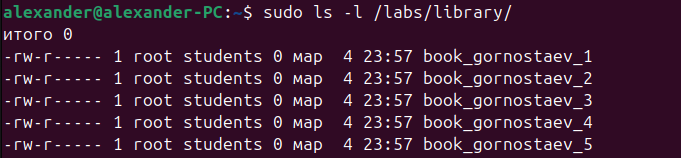 alexander@alexander-PC:~$ sudo ls -l /labs/library/
итого 0
-rw-r----- 1 root students 0 мар  4 23:57 book_gornostaev_1
-rw-r----- 1 root students 0 мар  4 23:57 book_gornostaev_2
-rw-r----- 1 root students 0 мар  4 23:57 book_gornostaev_3
-rw-r----- 1 root students 0 мар  4 23:57 book_gornostaev_4
-rw-r----- 1 root students 0 мар  4 23:57 book_gornostaev_5